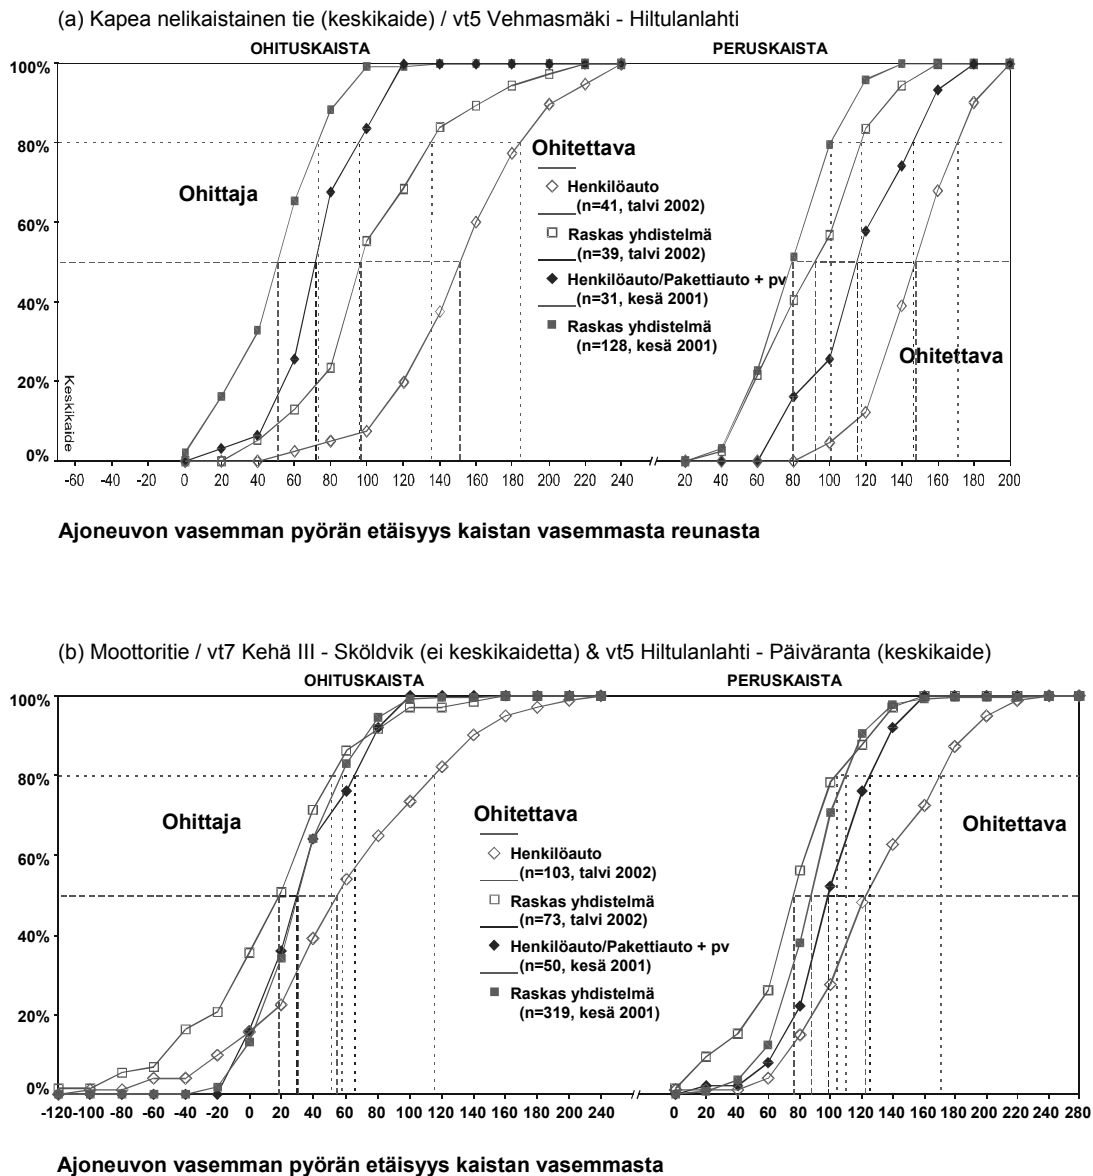 (a) Kapea nelikaistainen tie (keskikaide) / vt5 Vehmasmäki - Hiltulanlahti
OHITUSKAISTA PERUSKAISTA
100%
80%
60%
40%
20%
0%
Keskikaide
Ohittaja
Ohitettava
Henkilöauto
(n=41, talvi 2002)
Raskas yhdistelmä
(n=39, talvi 2002)
Henkilöauto/Pakettiauto + pv
(n=31, kesä 2001)
Raskas yhdistelmä
(n=128, kesä 2001)
Ohitettava
-60 -40 -20 0 20 40 60 80 100 120 140 160 180 200 220 240 20 40 60 80 100 120 140 160 180 200
Ajoneuvon vasemman pyörän etäisyys kaistan vasemmasta reunasta
(b) Moottoritie / vt7 Kehä III - Sköldvik (ei keskikaidetta) & vt5 Hiltulanlahti - Päiväranta (keskikaide)
OHITUSKAISTA PERUSKAISTA
100%
80%
60%
40%
20%
0%
Ohittaja
Ohitettava
Henkilöauto
(n=103, talvi 2002)
Raskas yhdistelmä
(n=73, talvi 2002)
Henkilöauto/Pakettiauto + pv
(n=50, kesä 2001)
Raskas yhdistelmä
(n=319, kesä 2001)
Ohitettava
-120 -100 -80 -60 -40 -20 0 20 40 60 80 100 120 140 160 180 200 220 240 0 20 40 60 80 100 120 140 160 180 200 220 240 280
Ajoneuvon vasemman pyörän etäisyys kaistan vasemmasta